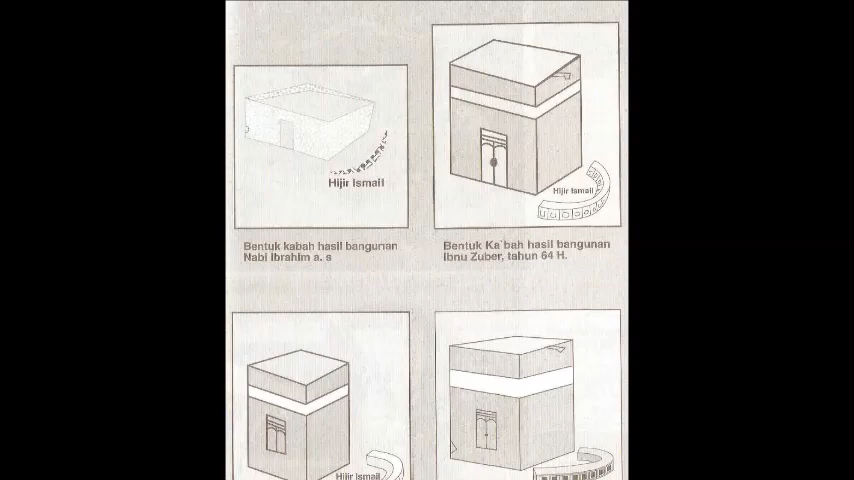 Hijir Ismail
Hijir Ismail
Bentuk kabah hasil bangunan
Nabi Ibrahim a. s
Bentuk Ka`bah hasil bangunan
Ibnu Zuber, tahun 64 H.
Hijir Ismail